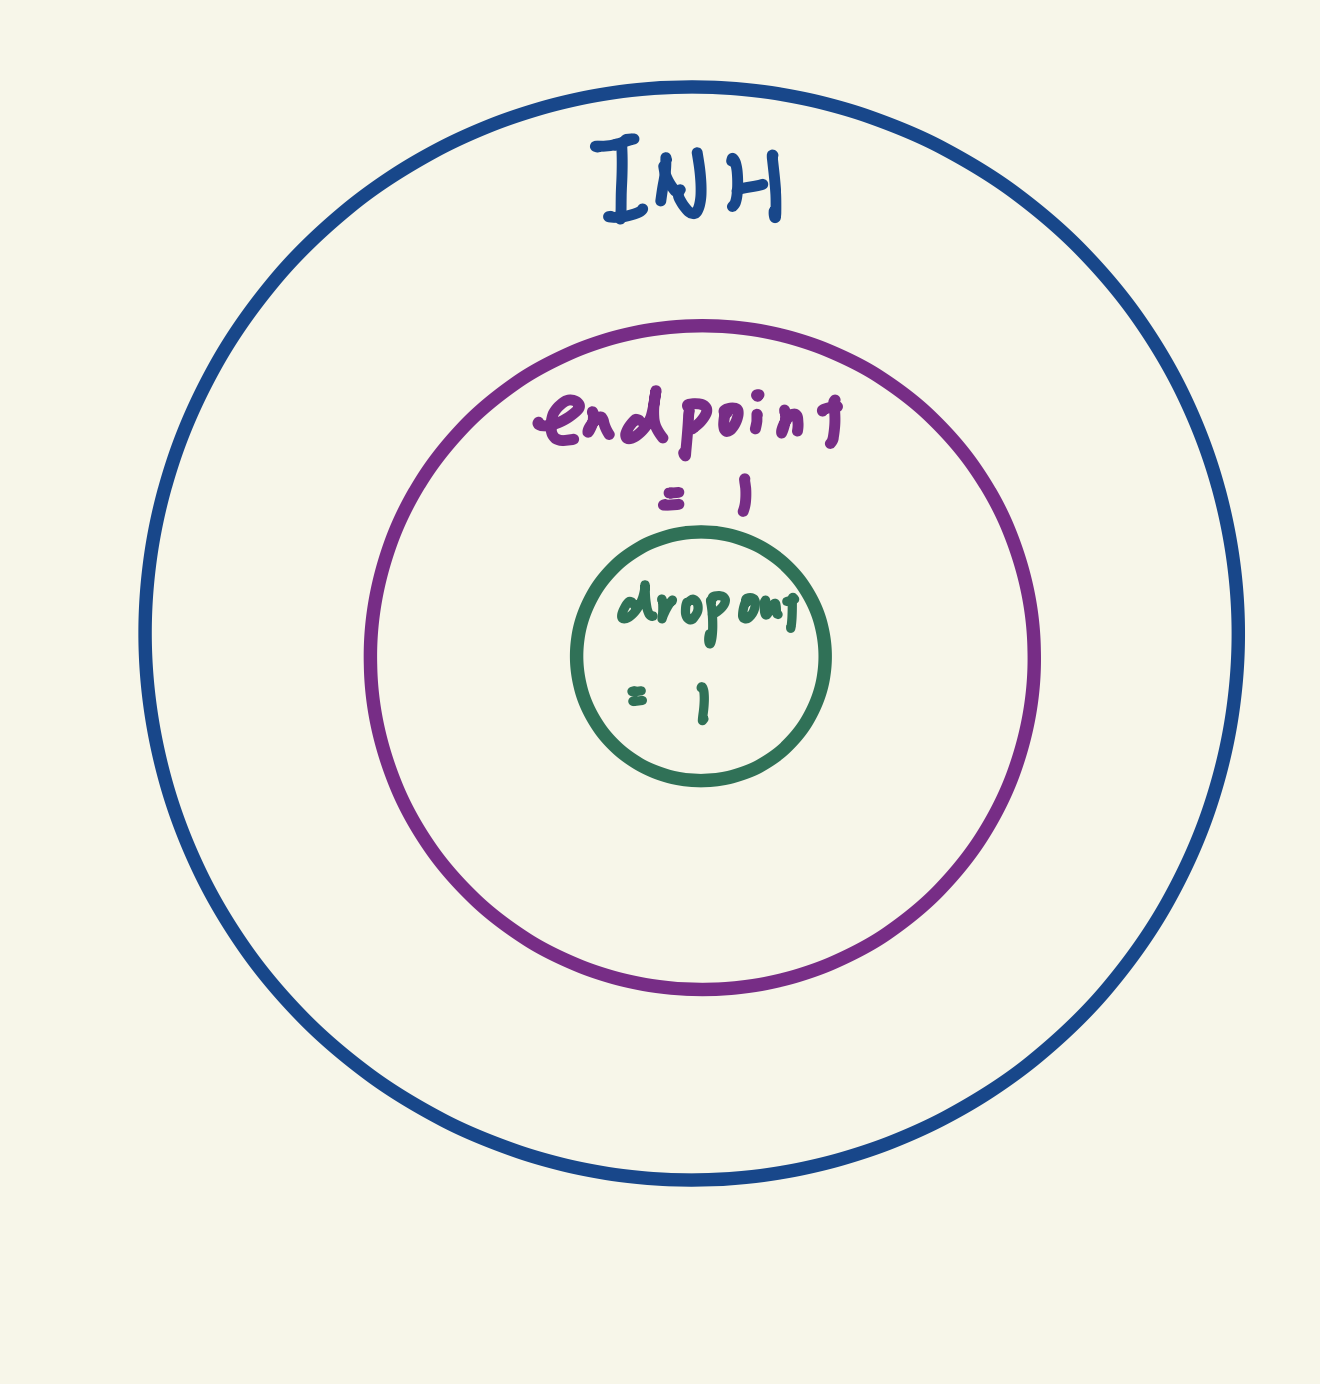 INH
endpoint
= 1
dropout
= 1